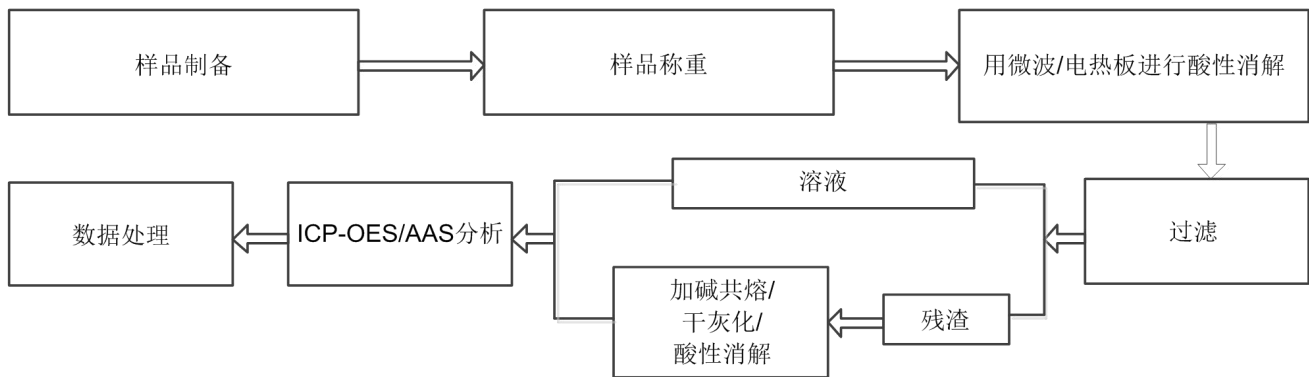 样品制备
样品称重
用微波/电热板进行酸性消解
过滤
溶液
残渣
加碱共熔/
干灰化/
酸性消解
ICP-OES/AAS分析
数据处理